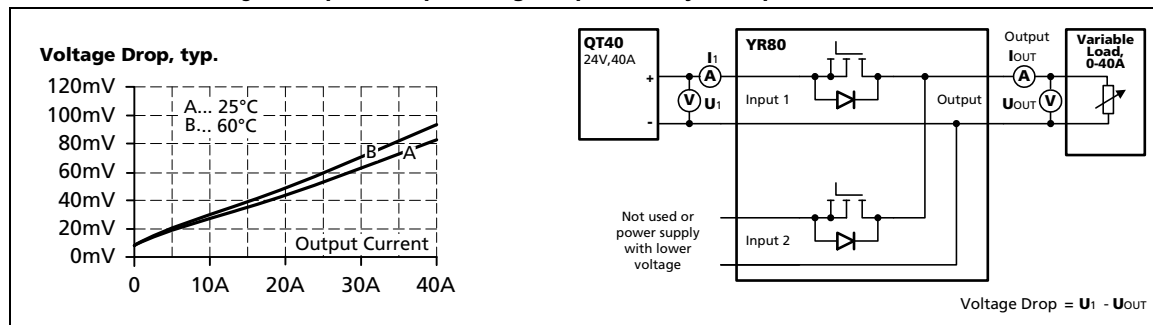 Voltage Drop, typ.
120mV
100mV
80mV
60mV
40mV
20mV
0mV
A... 25°C
B... 60°C
B
A
Output Current
0
10A
20A
30A
40A
QT40
24V,40A
+
-
I1
A
V
U1
YR80
Input 1
Output
Input 2
Not used or
power supply
with lower
voltage
Output
IOUT
A
UOUT
V
Variable
Load,
0-40A
Voltage Drop = U1 - UOUT